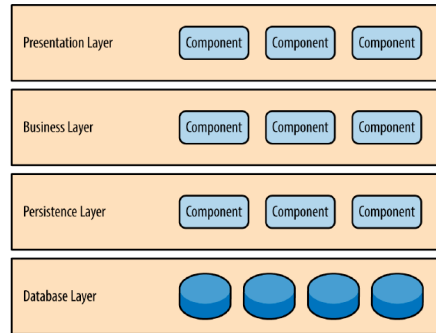 Presentation Layer Component Component Component
Business Layer Component Component Component
Persistence Layer Component Component Component
Database Layer